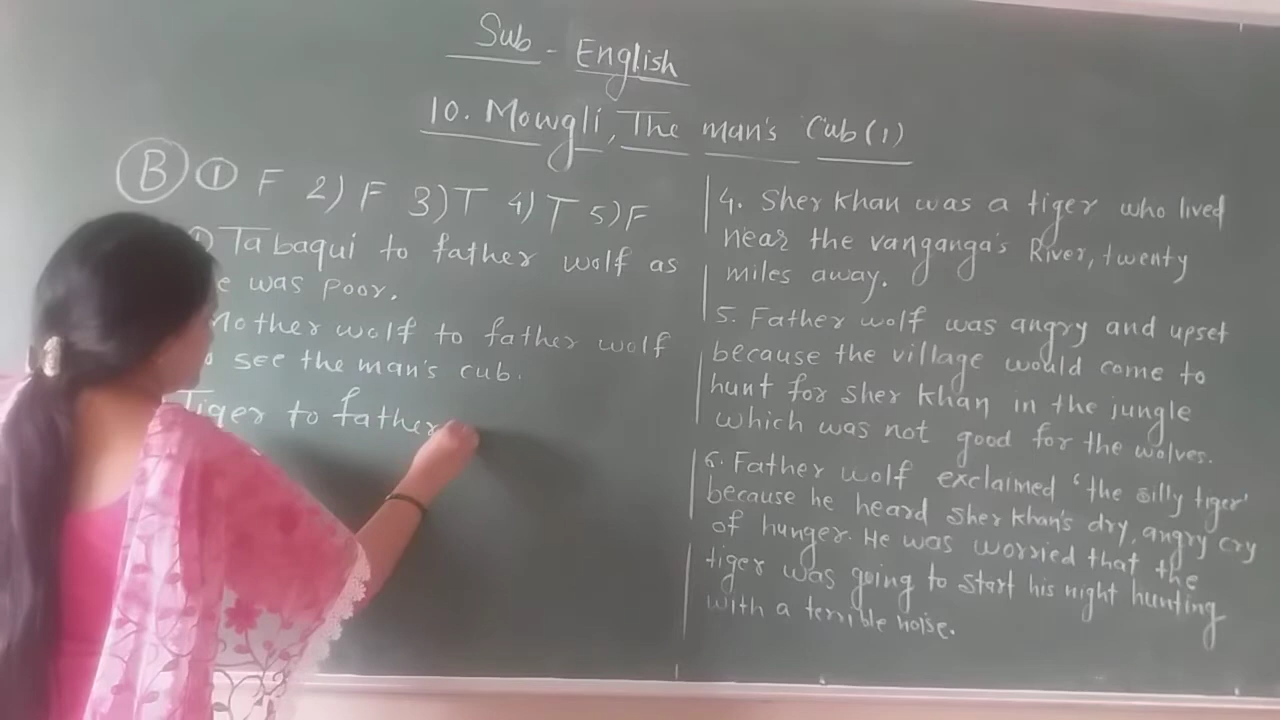 Sub - English
10. Mowgli, The man's Cub (1)
B 1 F 2) F 3) T 4) T 5) F
1) Tabaqui to father wolf as
e was poor.
Mother wolf to father wolf
o see the man's cub.
Tiger to father
4. Sher Khan was a tiger who lived
near the vanganga's River, twenty
miles away.
5. Father wolf was angry and upset
because the village would come to
hunt for Sher Khan in the jungle
which was not good for the wolves.
6. Father wolf exclaimed 'the silly tiger'
because he heard Sher Khan's dry, angry cry
of hunger. He was worried that the
tiger was going to start his night hunting
with a terrible noise.